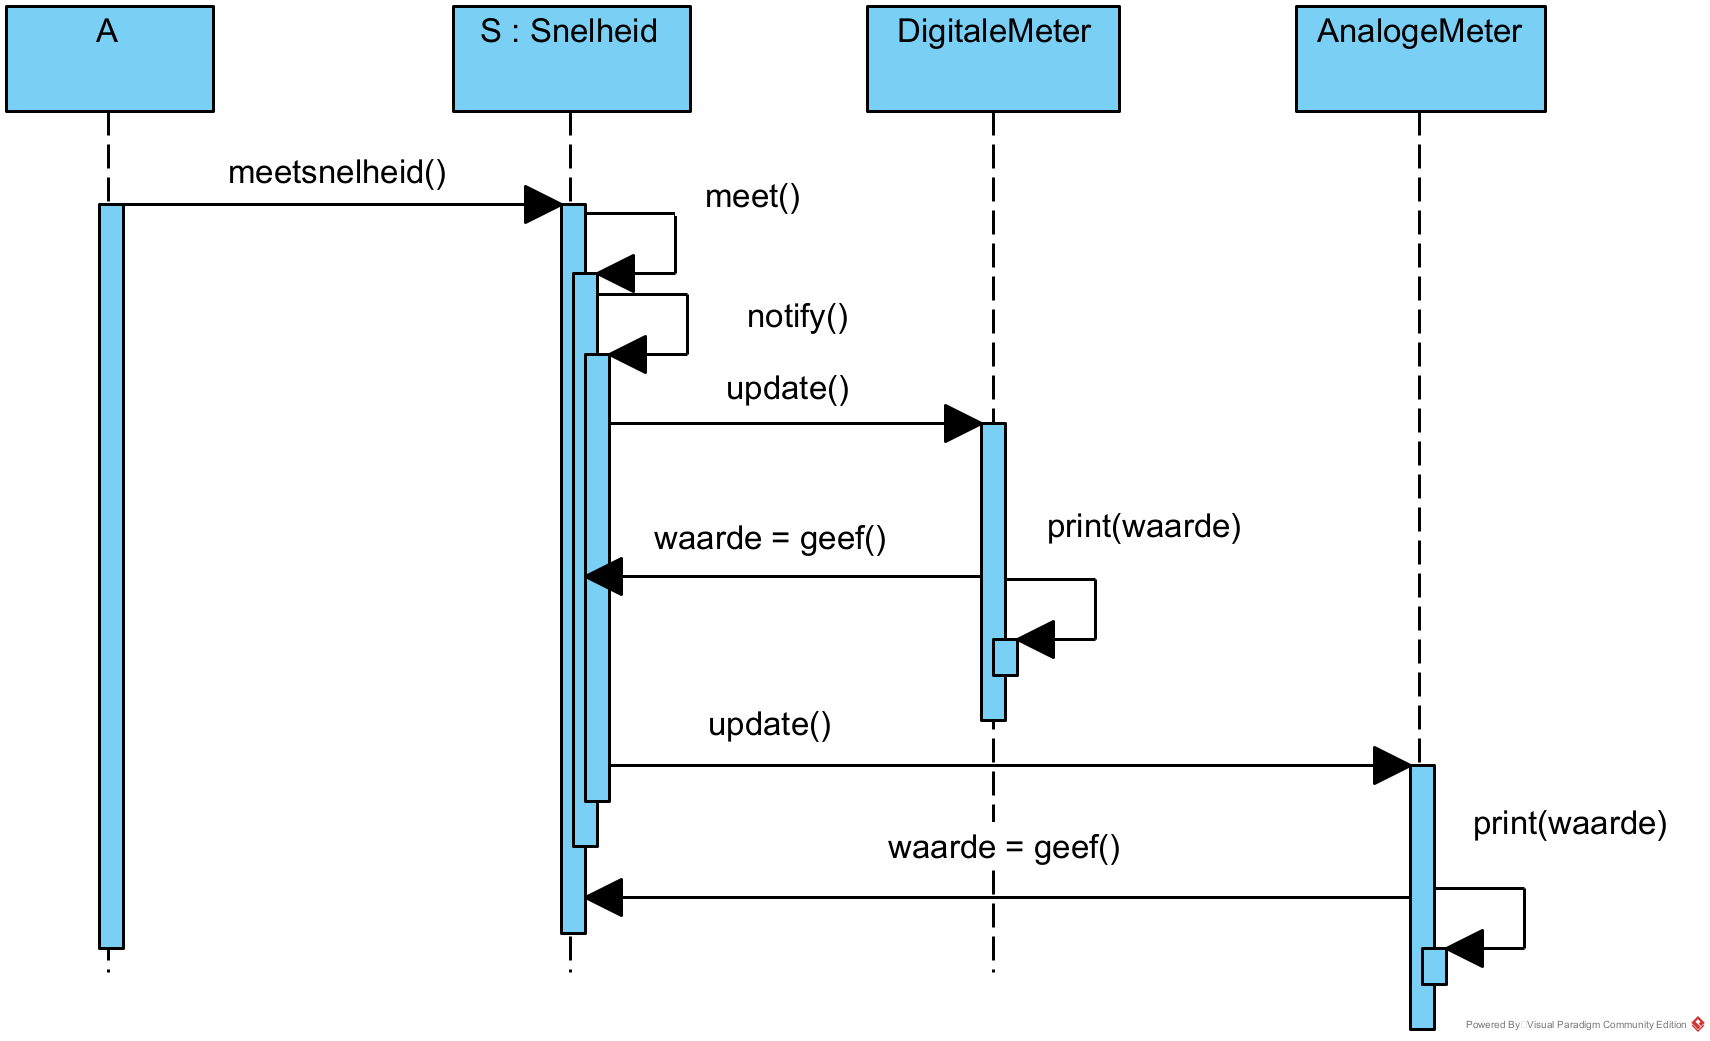 A
S : Snelheid
DigitaleMeter
AnalogeMeter
meetsnelheid()
meet()
notify()
update()
print(waarde)
waarde = geef()
update()
print(waarde)
waarde = geef()
Powered By Visual Paradigm Community Edition